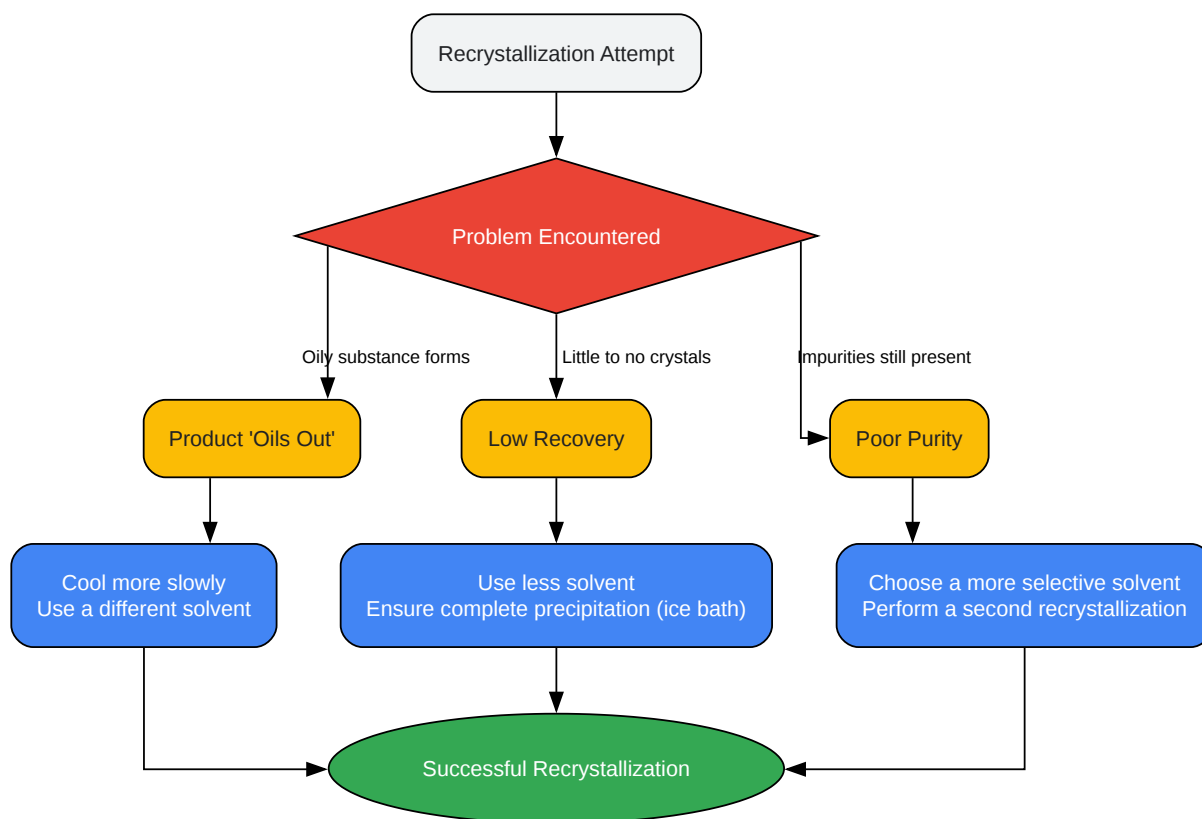 Recrystallization Attempt
Problem Encountered
Oily substance forms
Little to no crystals
Impurities still present
Product 'Oils Out'
Low Recovery
Poor Purity
Cool more slowly
Use a different solvent
Use less solvent
Ensure complete precipitation (ice bath)
Choose a more selective solvent
Perform a second recrystallization
Successful Recrystallization